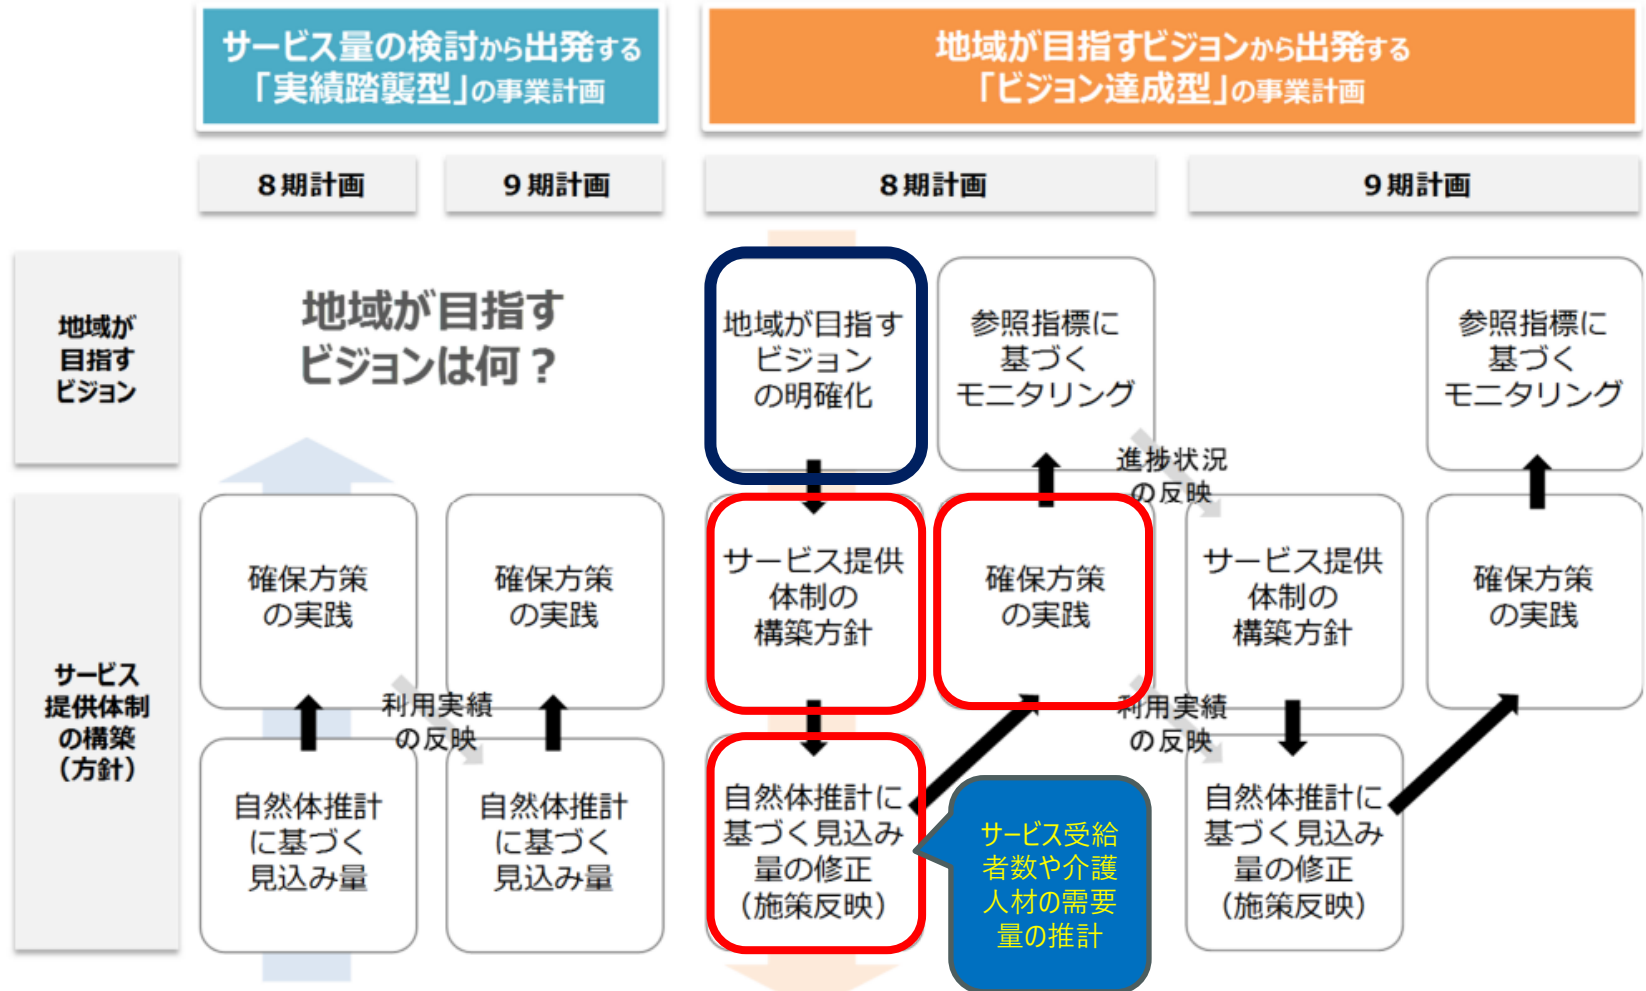 サービス量の検討から出発する
「実績踏襲型」の事業計画
地域が目指すビジョンから出発する
「ビジョン達成型」の事業計画
8期計画
9期計画
8期計画
9期計画
地域が
目指す
ビジョン
地域が目指す
ビジョンは何？
地域が目指す
ビジョン
の明確化
参照指標に
基づく
モニタリング
参照指標に
基づく
モニタリング
進捗状況
の反映
サービス
提供体制
の構築
（方針）
確保方策
の実践
確保方策
の実践
サービス提供
体制の
構築方針
確保方策
の実践
サービス提供
体制の
構築方針
確保方策
の実践
利用実績
の反映
利用実績
の反映
自然体推計
に基づく
見込み量
自然体推計
に基づく
見込み量
自然体推計に
基づく見込み
量の修正
（施策反映）
サービス受給
者数や介護
人材の需要
量の推計
自然体推計に
基づく見込み
量の修正
（施策反映）